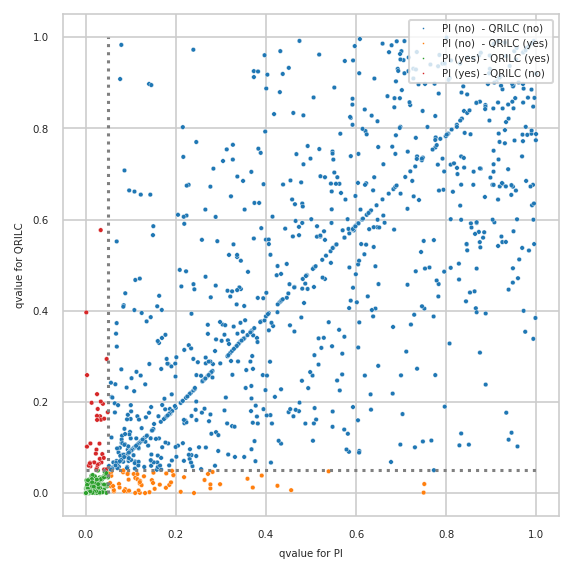 PI (no)  - QRILC (no)
PI (no)  - QRILC (yes)
PI (yes) - QRILC (yes)
PI (yes) - QRILC (no)
1.0
0.8
0.6
0.4
0.2
0.0
qvalue for QRILC
0.0 0.2 0.4 0.6 0.8 1.0
qvalue for PI